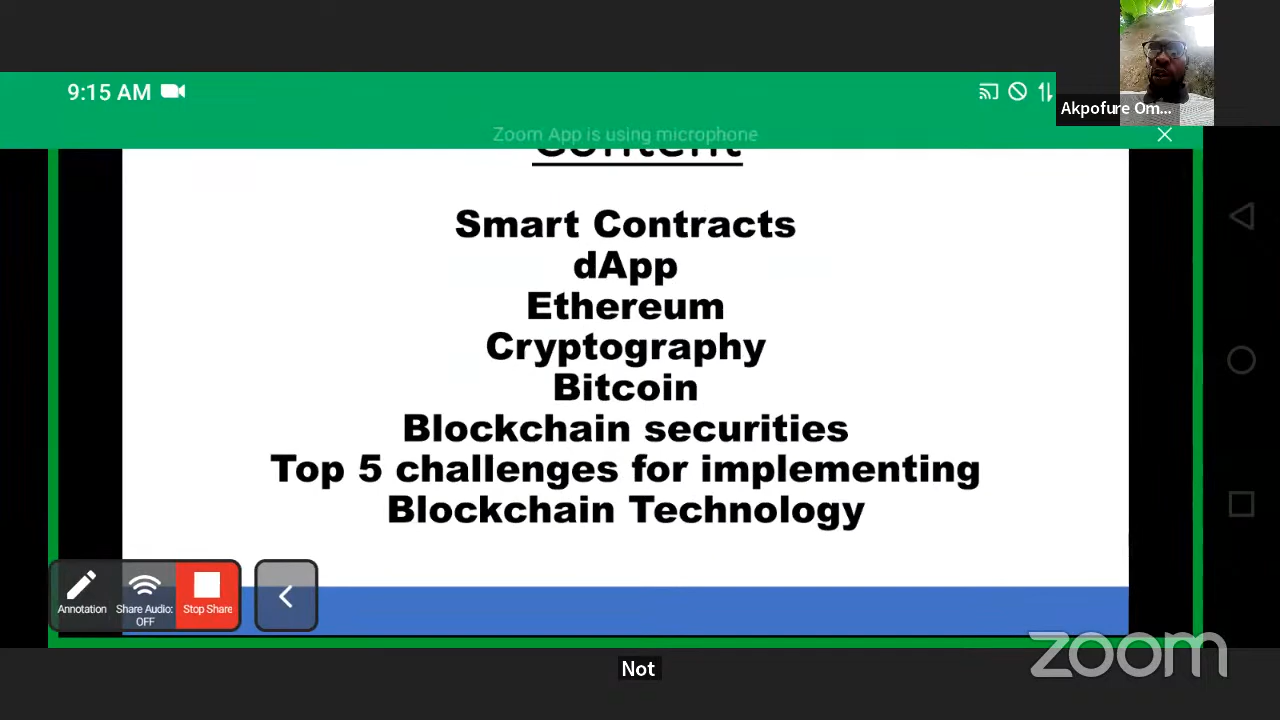 9:15 AM
Akpofure Om...
Zoom App is using microphone
Content
Smart Contracts
dApp
Ethereum
Cryptography
Bitcoin
Blockchain securities
Top 5 challenges for implementing
Blockchain Technology
Annotation
Share Audio:
OFF
Stop Share
zoom
Not